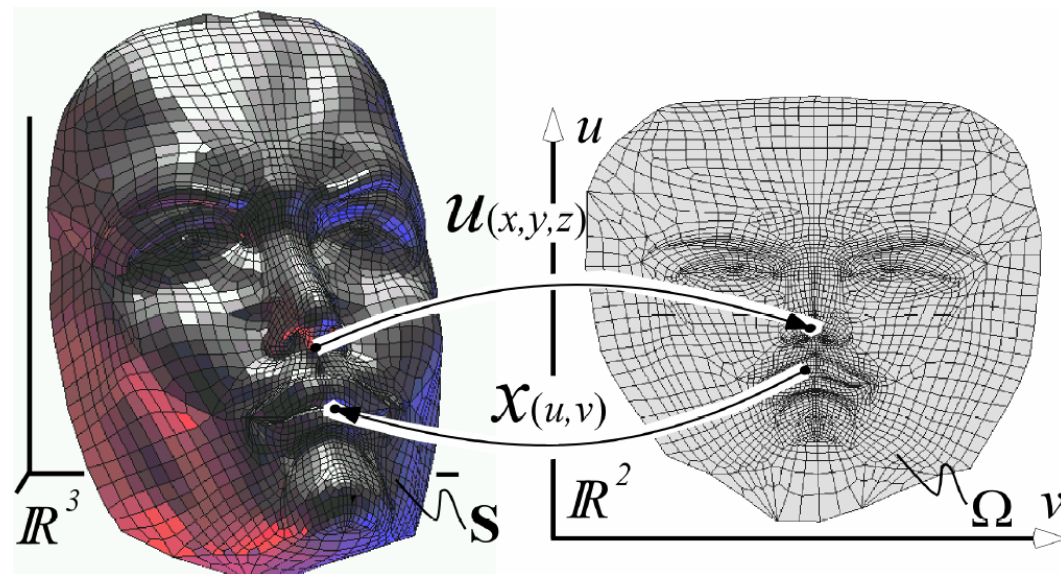 u
u(x,y,z)
x(u,v)
ℝ³
S
ℝ²
Ω
v